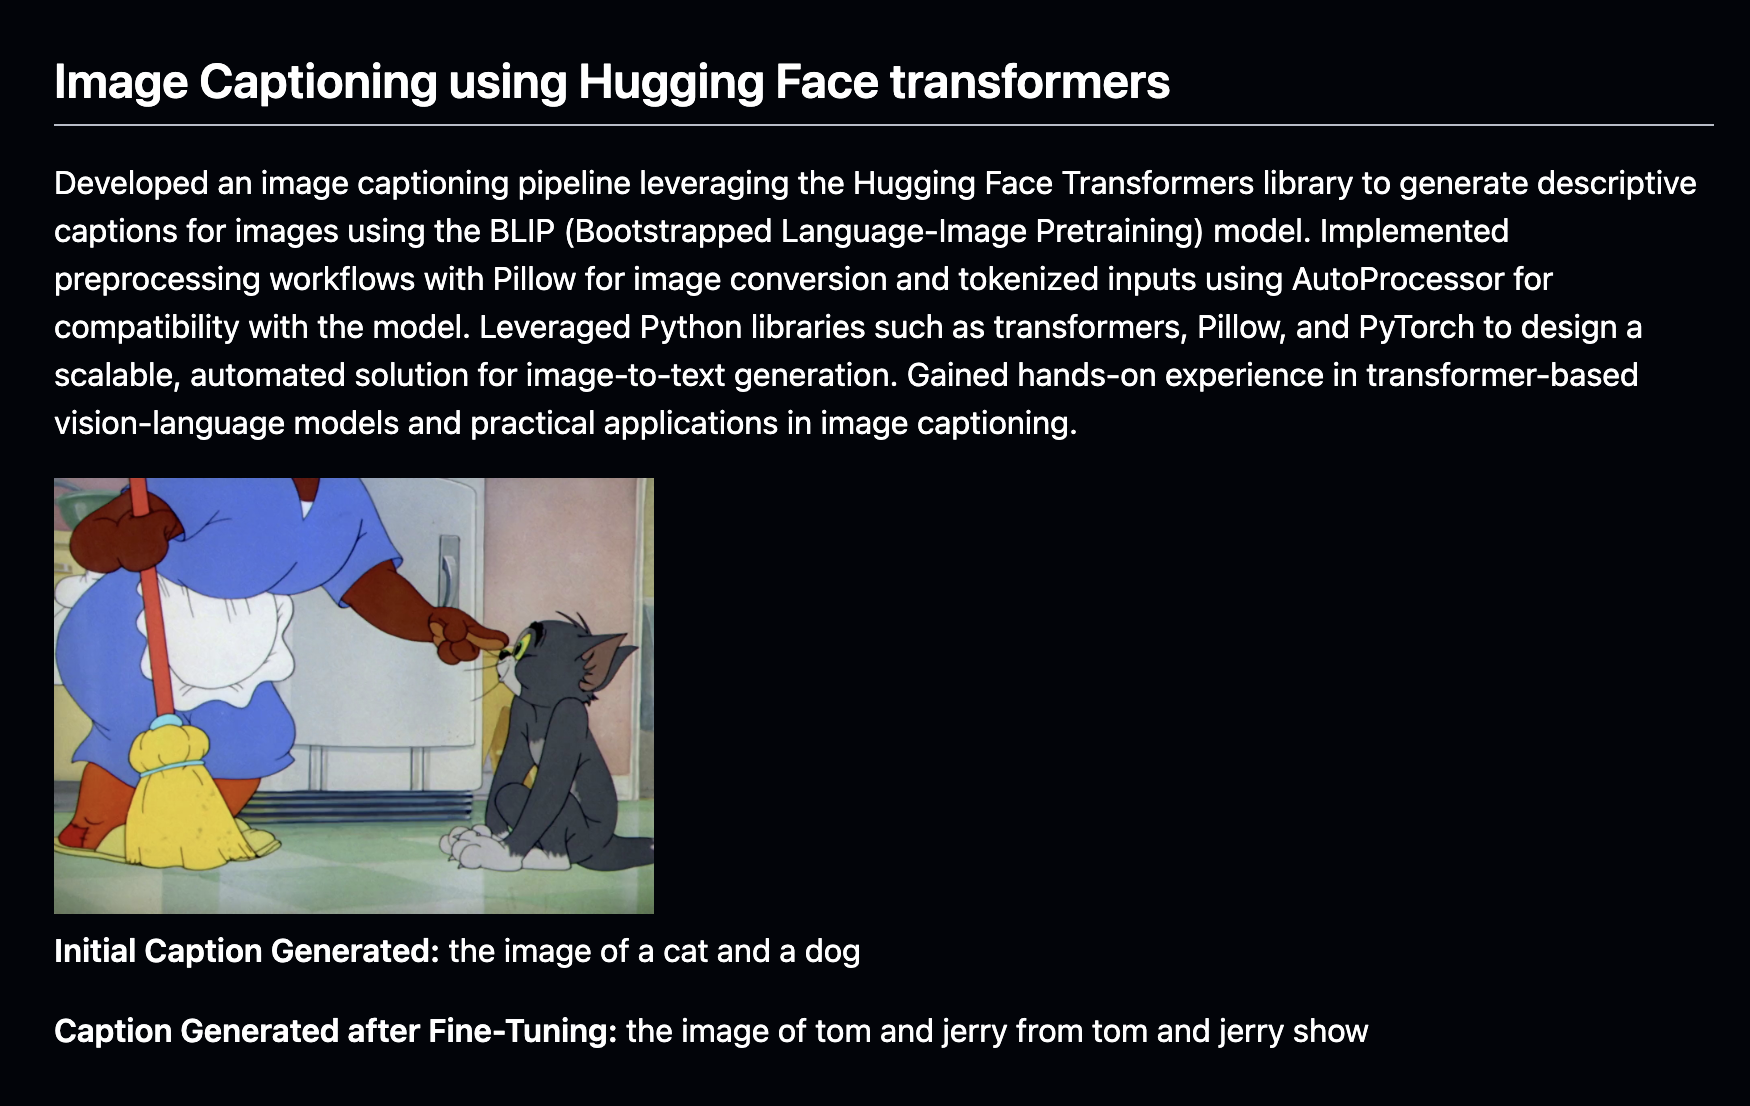 Image Captioning using Hugging Face transformers
Developed an image captioning pipeline leveraging the Hugging Face Transformers library to generate descriptive
captions for images using the BLIP (Bootstrapped Language-Image Pretraining) model. Implemented
preprocessing workflows with Pillow for image conversion and tokenized inputs using AutoProcessor for
compatibility with the model. Leveraged Python libraries such as transformers, Pillow, and PyTorch to design a
scalable, automated solution for image-to-text generation. Gained hands-on experience in transformer-based
vision-language models and practical applications in image captioning.
Initial Caption Generated: the image of a cat and a dog
Caption Generated after Fine-Tuning: the image of tom and jerry from tom and jerry show